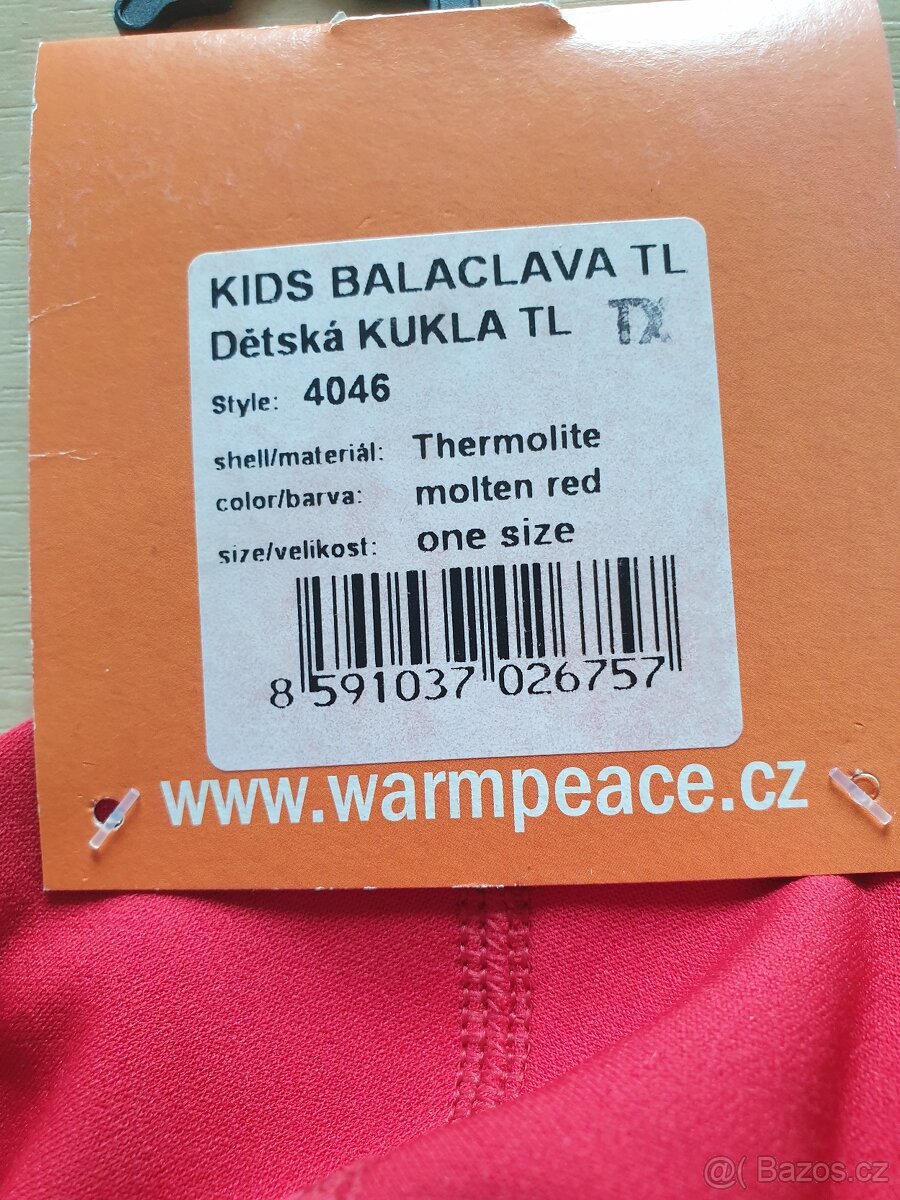 KIDS BALACLAVA TL
Dětská KUKLA TL TX
Style: 4046
shell/materiál: Thermolite
color/barva: molten red
size/velikost: one size
8 591037 026757
www.warmpeace.cz
@( Bazos.cz